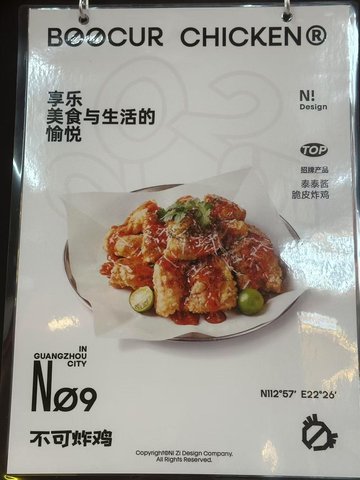 BØØCUR CHICKEN®
享乐
美食与生活的
愉悦
N!
Design
TOP
招牌产品
泰泰酱
脆皮炸鸡
IN
GUANGZHOU
CITY
NØ9
不可炸鸡
N112°57' E22°26'
Copyright©Ni Zi Design Company.
All Rights Reserved.